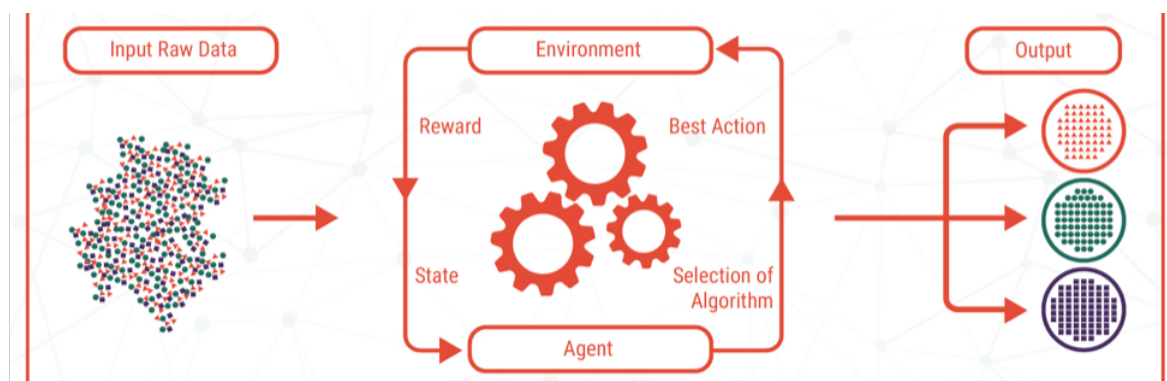 Input Raw Data
Environment
Output
Reward
Best Action
State
Selection of
Algorithm
Agent